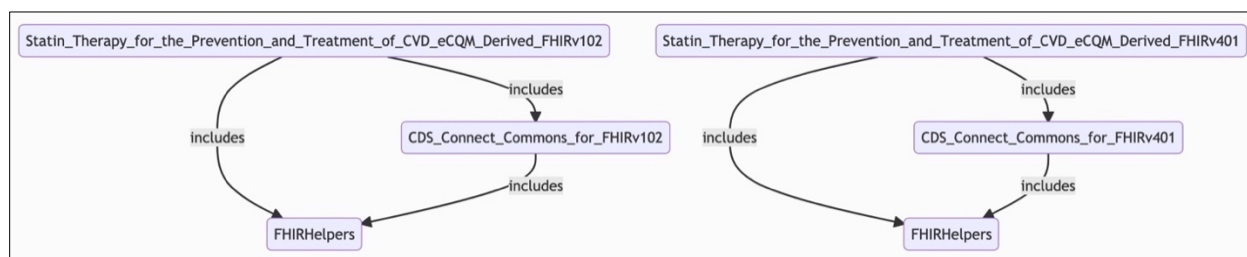 Statin_Therapy_for_the_Prevention_and_Treatment_of_CVD_eCQM_Derived_FHIRv102
includes
includes
CDS_Connect_Commons_for_FHIRv102
includes
FHIRHelpers
Statin_Therapy_for_the_Prevention_and_Treatment_of_CVD_eCQM_Derived_FHIRv401
includes
includes
CDS_Connect_Commons_for_FHIRv401
includes
FHIRHelpers